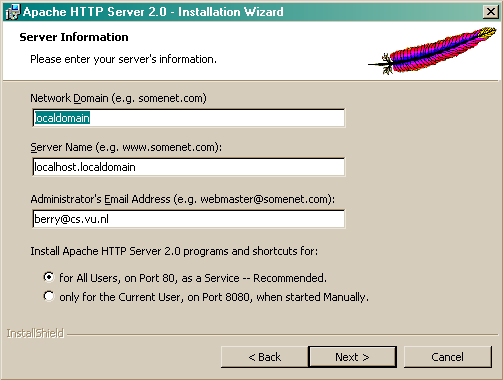 Apache HTTP Server 2.0 - Installation Wizard
Server Information
Please enter your server's information.
Network Domain (e.g. somenet.com)
localdomain
Server Name (e.g. www.somenet.com):
localhost.localdomain
Administrator's Email Address (e.g. webmaster@somenet.com):
berry@cs.vu.nl
Install Apache HTTP Server 2.0 programs and shortcuts for:
for All Users, on Port 80, as a Service -- Recommended.
only for the Current User, on Port 8080, when started Manually.
InstallShield
< Back Next > Cancel